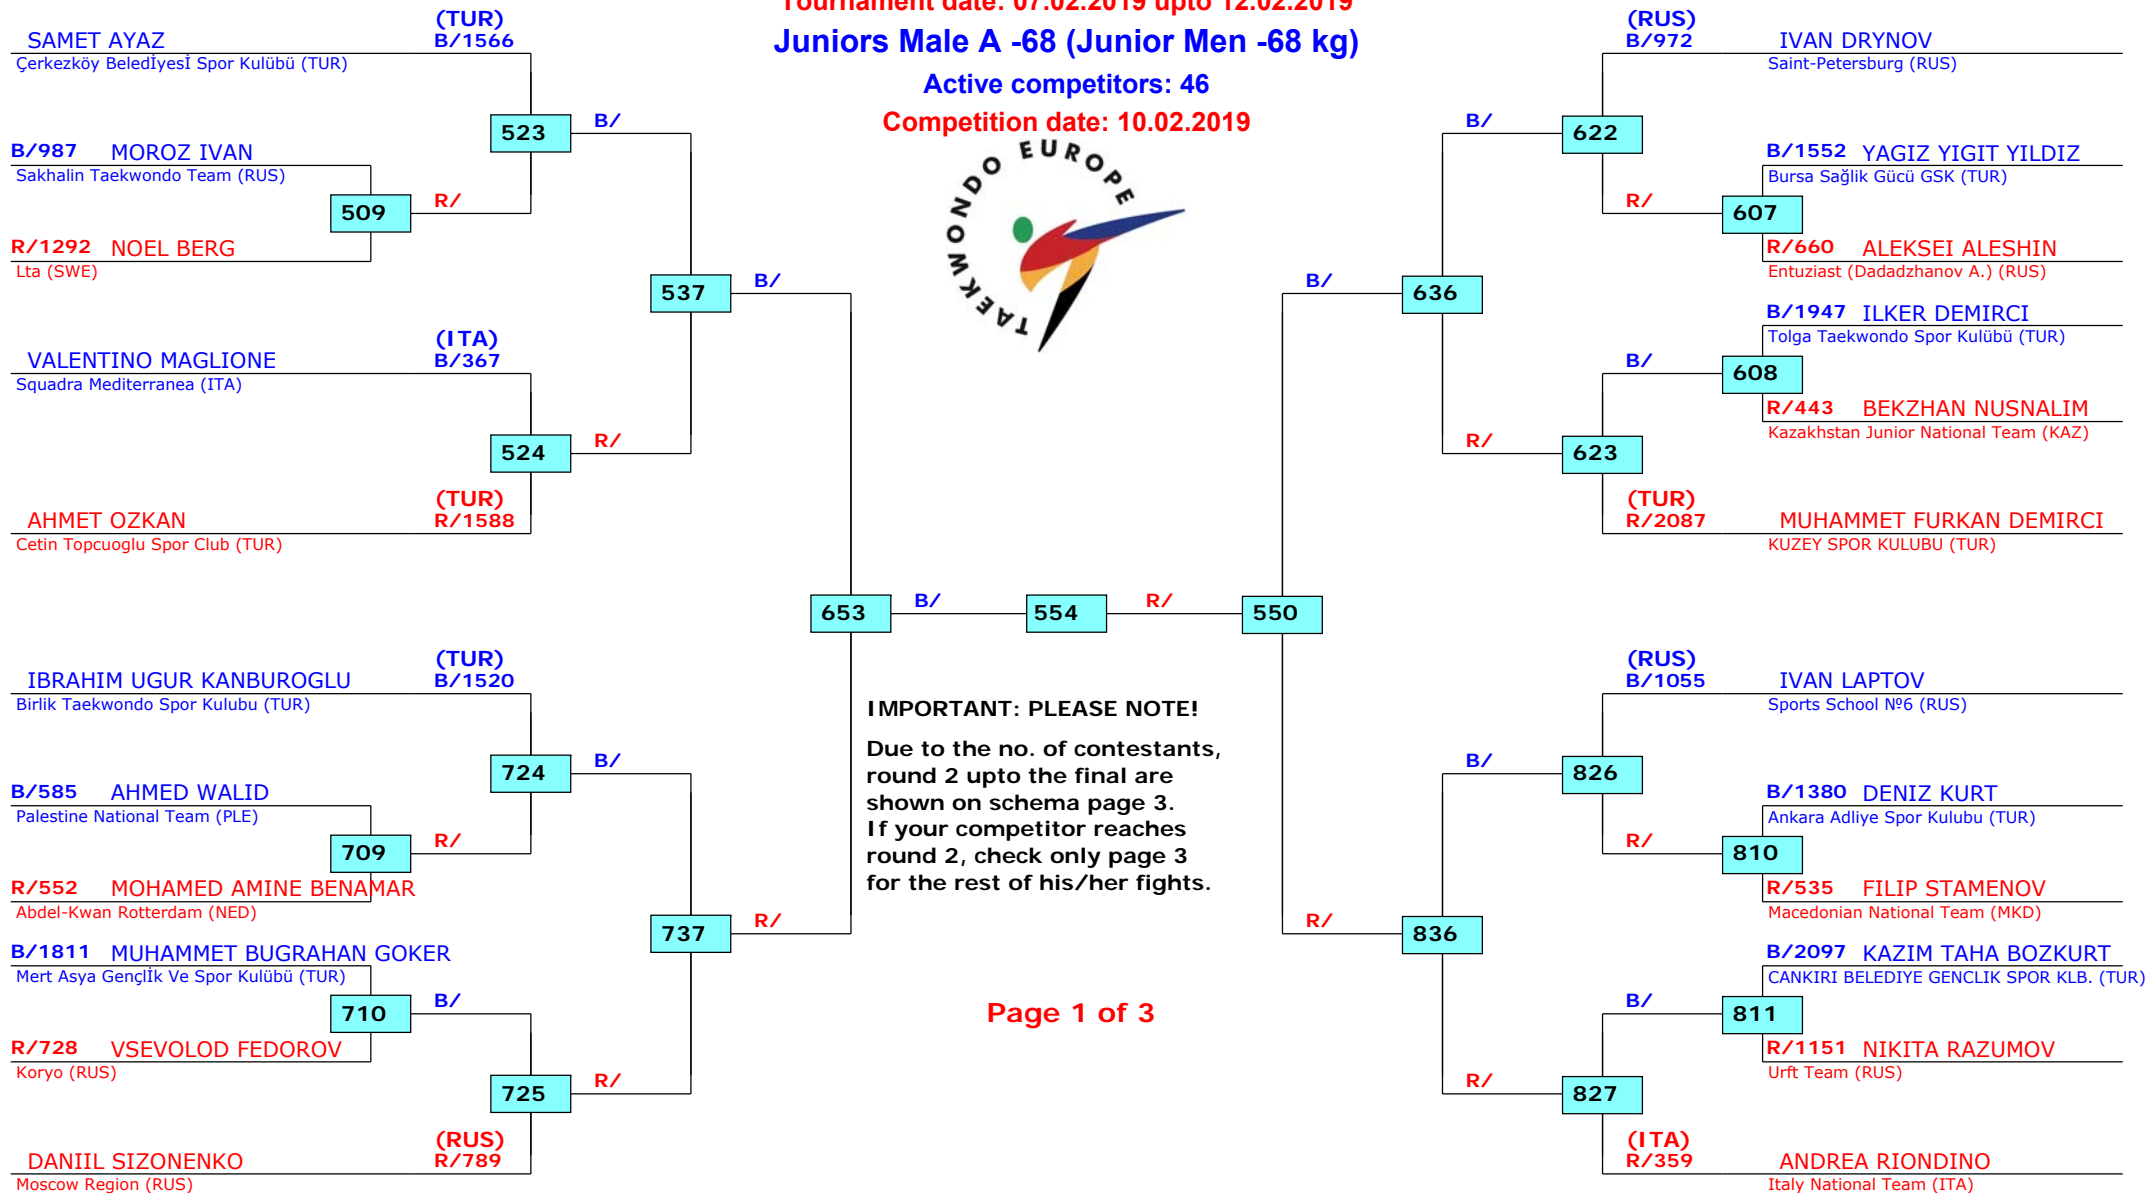 Tournament date: 07.02.2019 upto 12.02.2019
Juniors Male A -68 (Junior Men -68 kg)
Active competitors: 46
Competition date: 10.02.2019
TAEKWONDO EUROPE
(TUR)
SAMET AYAZ B/1566
Çerkezköy Beledİyesİ Spor Kulübü (TUR)
523 B/
B/987 MOROZ IVAN
Sakhalin Taekwondo Team (RUS)
509 R/
R/1292 NOEL BERG
Lta (SWE)
537 B/
(ITA)
VALENTINO MAGLIONE B/367
Squadra Mediterranea (ITA)
524 R/
(TUR)
AHMET OZKAN R/1588
Cetin Topcuoglu Spor Club (TUR)
653 B/ 554 R/ 550
(TUR)
IBRAHIM UGUR KANBUROGLU B/1520
Birlik Taekwondo Spor Kulubu (TUR)
724 B/
B/585 AHMED WALID
Palestine National Team (PLE)
709 R/
R/552 MOHAMED AMINE BENAMAR
Abdel-Kwan Rotterdam (NED)
737 R/
B/1811 MUHAMMET BUGRAHAN GOKER
Mert Asya Gençlİk Ve Spor Kulübü (TUR)
710 B/
R/728 VSEVOLOD FEDOROV
Koryo (RUS)
725 R/
(RUS)
DANIIL SIZONENKO R/789
Moscow Region (RUS)
IMPORTANT: PLEASE NOTE!
Due to the no. of contestants,
round 2 upto the final are
shown on schema page 3.
If your competitor reaches
round 2, check only page 3
for the rest of his/her fights.
Page 1 of 3
(RUS)
B/972 IVAN DRYNOV
Saint-Petersburg (RUS)
B/ 622
B/1552 YAGIZ YIGIT YILDIZ
Bursa Sağlik Gücü GSK (TUR)
R/ 607
R/660 ALEKSEI ALESHIN
Entuziast (Dadadzhanov A.) (RUS)
B/ 636
B/1947 ILKER DEMIRCI
Tolga Taekwondo Spor Kulübü (TUR)
B/ 608
R/443 BEKZHAN NUSNALIM
Kazakhstan Junior National Team (KAZ)
R/ 623
(TUR)
R/2087 MUHAMMET FURKAN DEMIRCI
KUZEY SPOR KULUBU (TUR)
(RUS)
B/1055 IVAN LAPTOV
Sports School №6 (RUS)
B/ 826
B/1380 DENIZ KURT
Ankara Adliye Spor Kulubu (TUR)
R/ 810
R/535 FILIP STAMENOV
Macedonian National Team (MKD)
R/ 836
B/2097 KAZIM TAHA BOZKURT
CANKIRI BELEDIYE GENCLIK SPOR KLB. (TUR)
B/ 811
R/1151 NIKITA RAZUMOV
Urft Team (RUS)
R/ 827
(ITA)
R/359 ANDREA RIONDINO
Italy National Team (ITA)